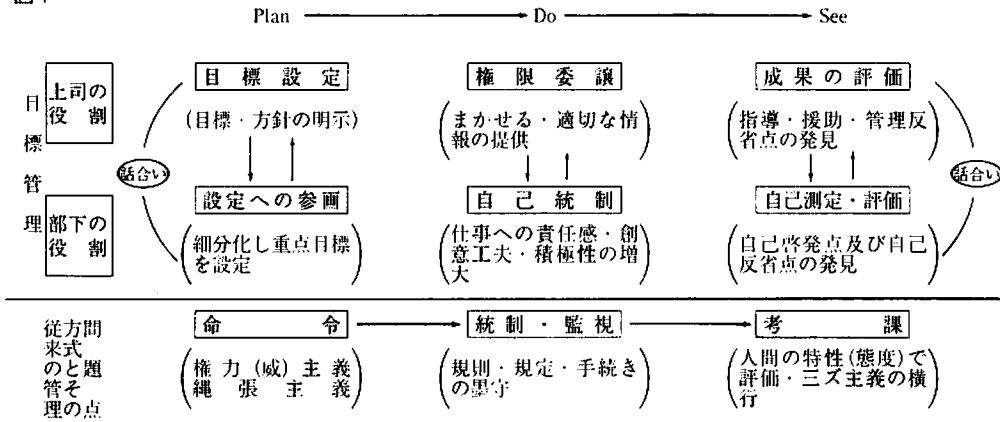 Plan Do See
目標管理
上司の
役割
目標設定
(目標・方針の明示)
権限委譲
まかせる・適切な情
報の提供
成果の評価
指導・援助・管理反
省点の発見
話合い
話合い
部下の
役割
設定への参画
細分化し重点目標
を設定
自己統制
仕事への責任感・創
意工夫・積極性の増
大
自己測定・評価
自己啓発点及び自己
反省点の発見
従来の管理
方式とその
問題点
命令
権力(威)主義
縄張主義
統制・監視
規則・規定・手続き
の墨守
考課
人間の特性(態度)で
評価・三ズ主義の横
行